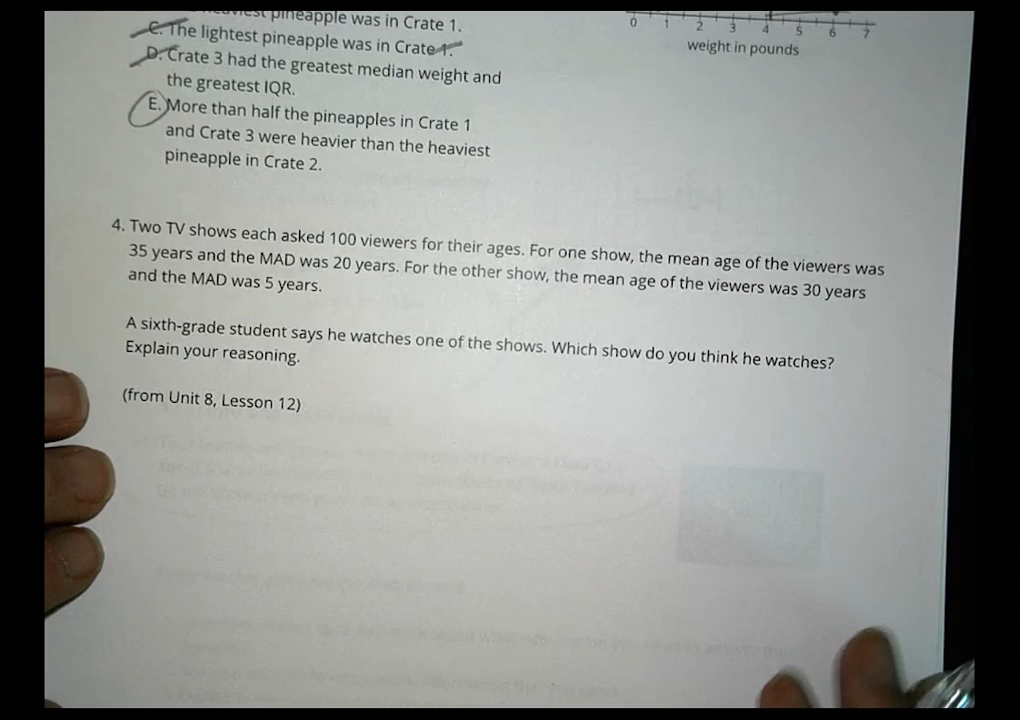 pineapple was in Crate 1.
C. The lightest pineapple was in Crate 1.
D. Crate 3 had the greatest median weight and
the greatest IQR.
E. More than half the pineapples in Crate 1
and Crate 3 were heavier than the heaviest
pineapple in Crate 2.
0 1 2 3 4 5 6 7
weight in pounds
4. Two TV shows each asked 100 viewers for their ages. For one show, the mean age of the viewers was
35 years and the MAD was 20 years. For the other show, the mean age of the viewers was 30 years
and the MAD was 5 years.
A sixth-grade student says he watches one of the shows. Which show do you think he watches?
Explain your reasoning.
(from Unit 8, Lesson 12)